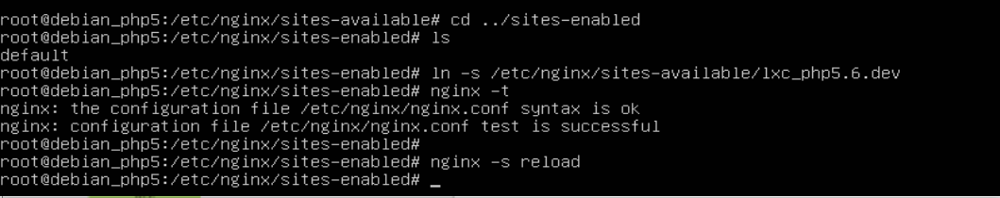 root@debian_php5:/etc/nginx/sites-available# cd ../sites-enabled
root@debian_php5:/etc/nginx/sites-enabled# ls
default
root@debian_php5:/etc/nginx/sites-enabled# ln -s /etc/nginx/sites-available/lxc_php5.6.dev
root@debian_php5:/etc/nginx/sites-enabled# nginx -t
nginx: the configuration file /etc/nginx/nginx.conf syntax is ok
nginx: configuration file /etc/nginx/nginx.conf test is successful
root@debian_php5:/etc/nginx/sites-enabled#
root@debian_php5:/etc/nginx/sites-enabled# nginx -s reload
root@debian_php5:/etc/nginx/sites-enabled# _